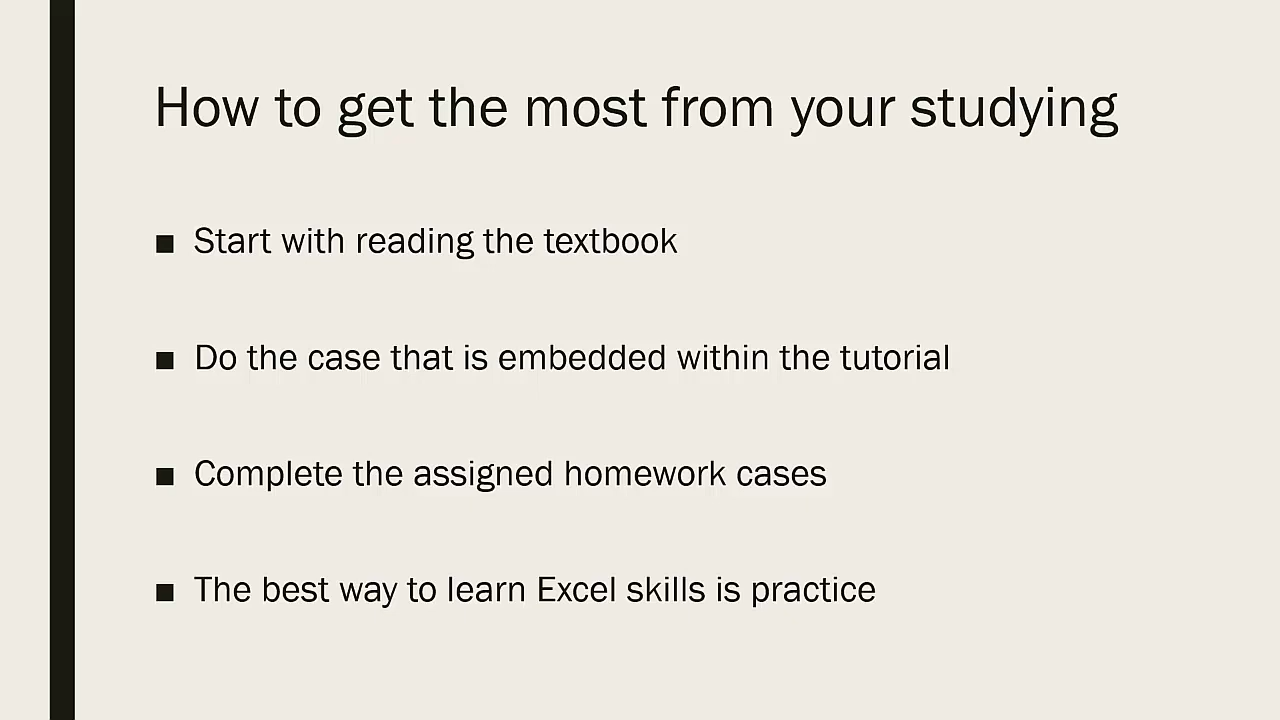 How to get the most from your studying
■ Start with reading the textbook
■ Do the case that is embedded within the tutorial
■ Complete the assigned homework cases
■ The best way to learn Excel skills is practice